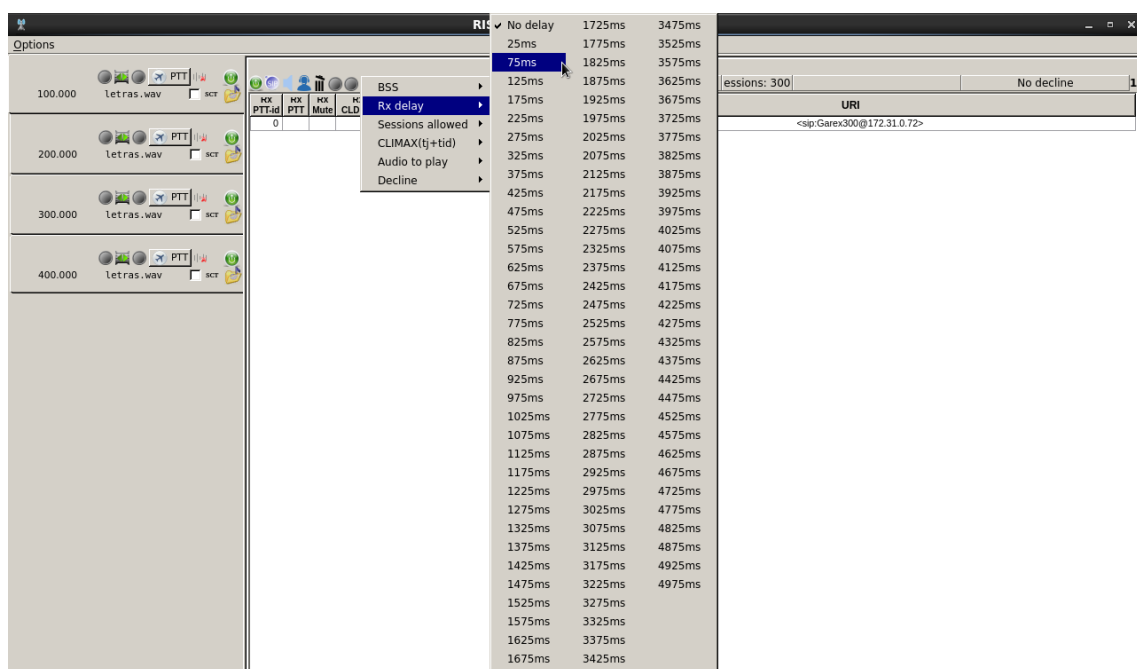 RIS
Options
PTT
100.000 letras.wav SCT
PTT
200.000 letras.wav SCT
PTT
300.000 letras.wav SCT
PTT
400.000 letras.wav SCT
essions: 300 No decline 1
RX PTT-id RX PTT RX Mute CLD URI
0 <sip:Garex300@172.31.0.72>
BSS
Rx delay
Sessions allowed
CLIMAX(tj+tid)
Audio to play
Decline
No delay 1725ms 3475ms
25ms 1775ms 3525ms
75ms 1825ms 3575ms
125ms 1875ms 3625ms
175ms 1925ms 3675ms
225ms 1975ms 3725ms
275ms 2025ms 3775ms
325ms 2075ms 3825ms
375ms 2125ms 3875ms
425ms 2175ms 3925ms
475ms 2225ms 3975ms
525ms 2275ms 4025ms
575ms 2325ms 4075ms
625ms 2375ms 4125ms
675ms 2425ms 4175ms
725ms 2475ms 4225ms
775ms 2525ms 4275ms
825ms 2575ms 4325ms
875ms 2625ms 4375ms
925ms 2675ms 4425ms
975ms 2725ms 4475ms
1025ms 2775ms 4525ms
1075ms 2825ms 4575ms
1125ms 2875ms 4625ms
1175ms 2925ms 4675ms
1225ms 2975ms 4725ms
1275ms 3025ms 4775ms
1325ms 3075ms 4825ms
1375ms 3125ms 4875ms
1425ms 3175ms 4925ms
1475ms 3225ms 4975ms
1525ms 3275ms
1575ms 3325ms
1625ms 3375ms
1675ms 3425ms